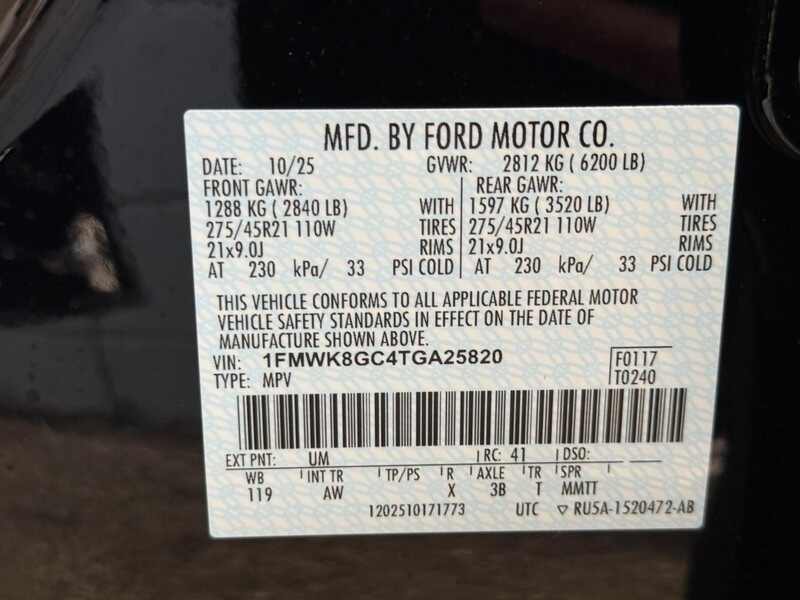 MFD. BY FORD MOTOR CO.
DATE: 10/25 GVWR: 2812 KG ( 6200 LB)
FRONT GAWR: REAR GAWR:
1288 KG ( 2840 LB) WITH 1597 KG ( 3520 LB) WITH
275/45R21 110W TIRES 275/45R21 110W TIRES
21x9.0J RIMS 21x9.0J RIMS
AT 230 kPa/ 33 PSI COLD AT 230 kPa/ 33 PSI COLD
THIS VEHICLE CONFORMS TO ALL APPLICABLE FEDERAL MOTOR
VEHICLE SAFETY STANDARDS IN EFFECT ON THE DATE OF
MANUFACTURE SHOWN ABOVE.
VIN: 1FMWK8GC4TGA25820 F0117
TYPE: MPV T0240
EXT PNT: UM RC: 41 DSO:
WB INT TR TP/PS R AXLE TR SPR
119 AW X 3B T MMTT
1202510171773 UTC ▽ RU5A-1520472-AB